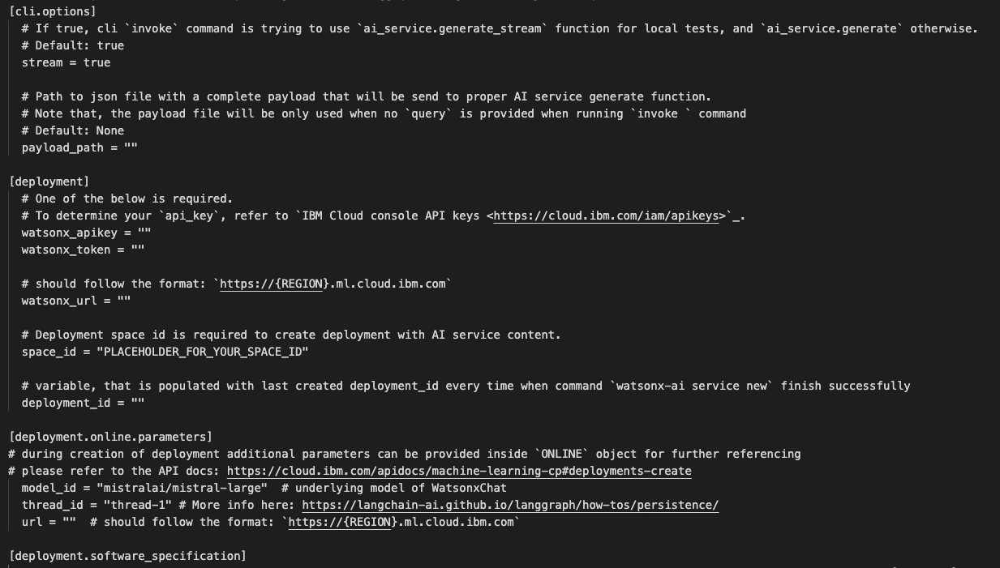 [cli.options]
# If true, cli `invoke` command is trying to use `ai_service.generate_stream` function for local tests, and `ai_service.generate` otherwise.
# Default: true
stream = true
# Path to json file with a complete payload that will be send to proper AI service generate function.
# Note that, the payload file will be only used when no `query` is provided when running `invoke ` command
# Default: None
payload_path = ""
[deployment]
# One of the below is required.
# To determine your `api_key`, refer to `IBM Cloud console API keys <https://cloud.ibm.com/iam/apikeys>`_.
watsonx_apikey = ""
watsonx_token = ""
# should follow the format: `https://{REGION}.ml.cloud.ibm.com`
watsonx_url = ""
# Deployment space id is required to create deployment with AI service content.
space_id = "PLACEHOLDER_FOR_YOUR_SPACE_ID"
# variable, that is populated with last created deployment_id every time when command `watsonx-ai service new` finish successfully
deployment_id = ""
[deployment.online.parameters]
# during creation of deployment additional parameters can be provided inside `ONLINE` object for further referencing
# please refer to the API docs: https://cloud.ibm.com/apidocs/machine-learning-cp#deployments-create
model_id = "mistralai/mistral-large"  # underlying model of WatsonxChat
thread_id = "thread-1" # More info here: https://langchain-ai.github.io/langgraph/how-tos/persistence/
url = ""  # should follow the format: `https://{REGION}.ml.cloud.ibm.com`
[deployment.software_specification]